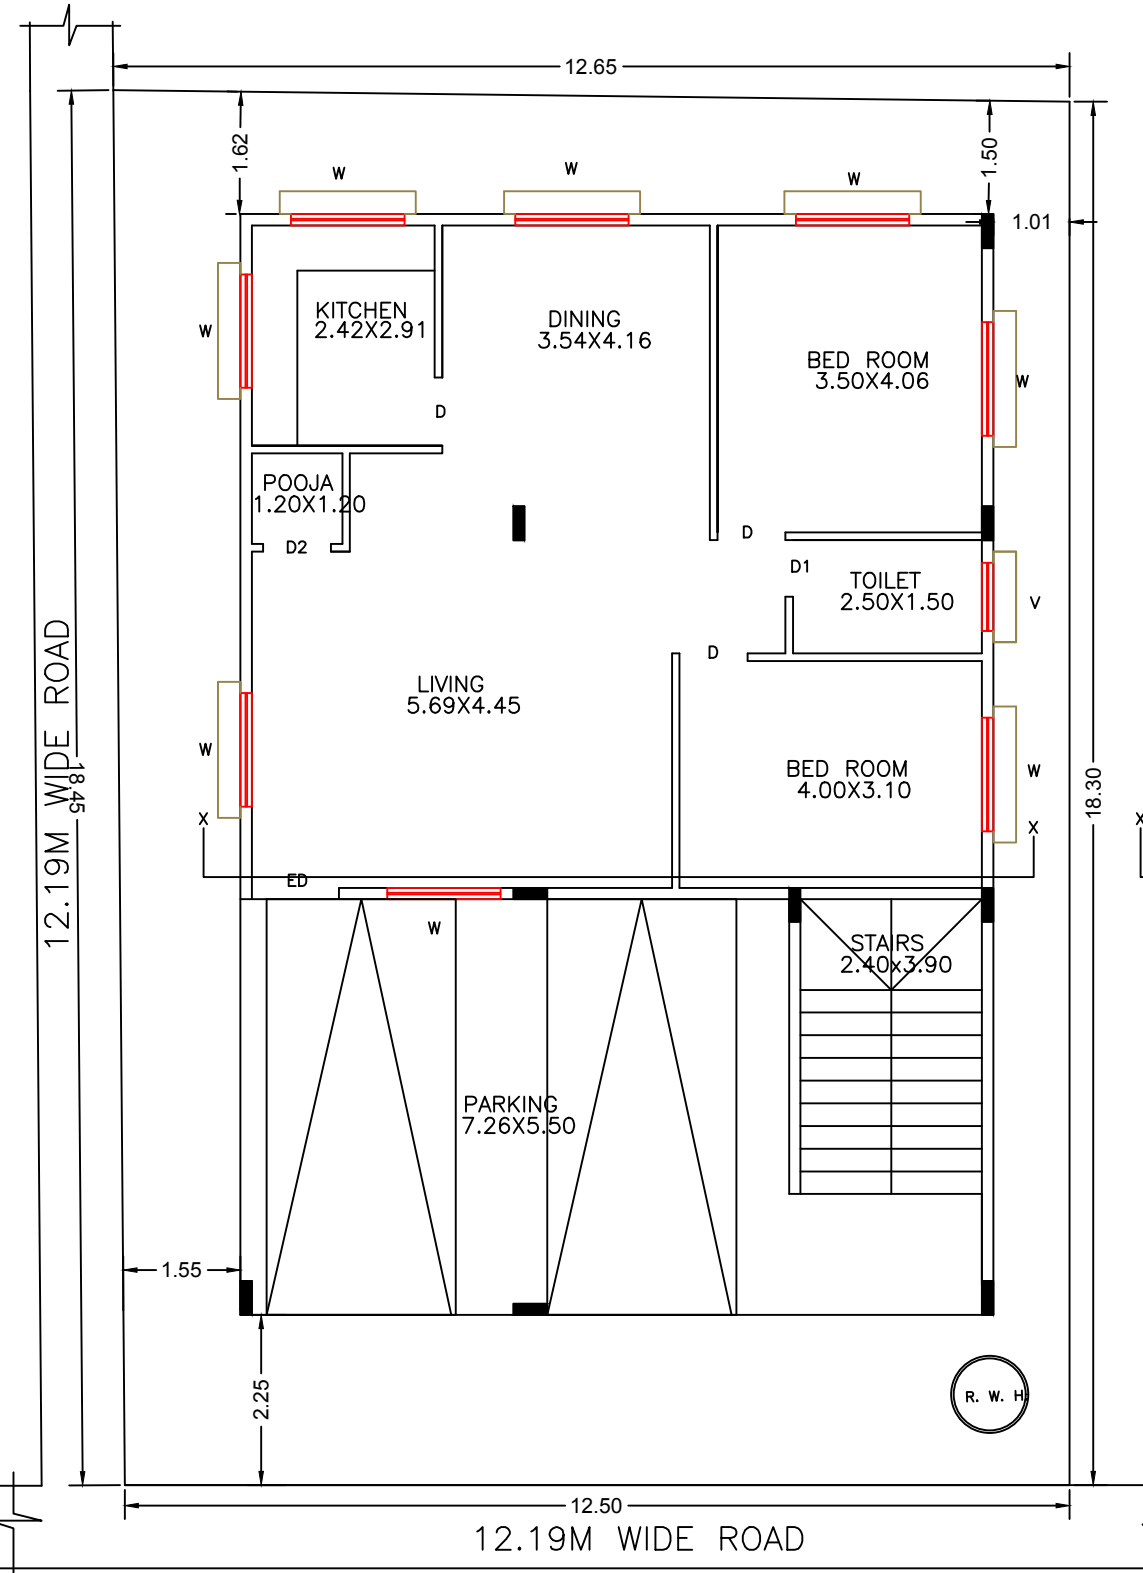 12.65
1.62
1.50
W
W
W
1.01
KITCHEN
2.42X2.91
DINING
3.54X4.16
W
BED ROOM
3.50X4.06
W
D
POOJA
1.20X1.20
D2
D
D1
TOILET
2.50X1.50
V
D
LIVING
5.69X4.45
W
BED ROOM
4.00X3.10
W
12.19M WIDE ROAD
18.45
18.30
X
X
X
ED
W
STAIRS
2.40x3.90
PARKING
7.26X5.50
1.55
2.25
R. W. H.
12.50
12.19M WIDE ROAD